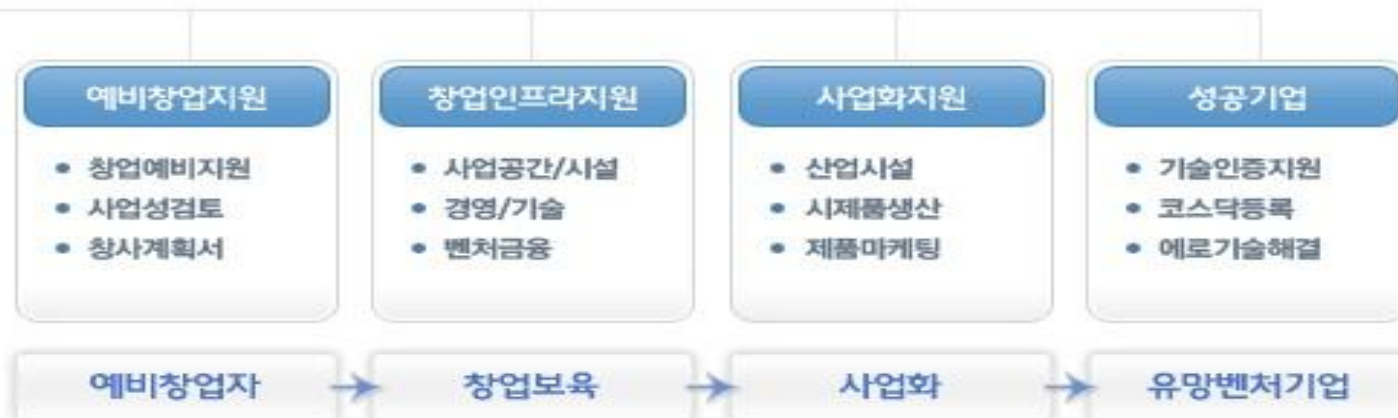 예비창업지원
창업예비지원
사업성검토
창사계획서
창업인프라지원
사업공간/시설
경영/기술
벤처금융
사업화지원
산업시설
시제품생산
제품마케팅
성공기업
기술인증지원
코스닥등록
에로기술해결
예비창업자
창업보육
사업화
유망벤처기업